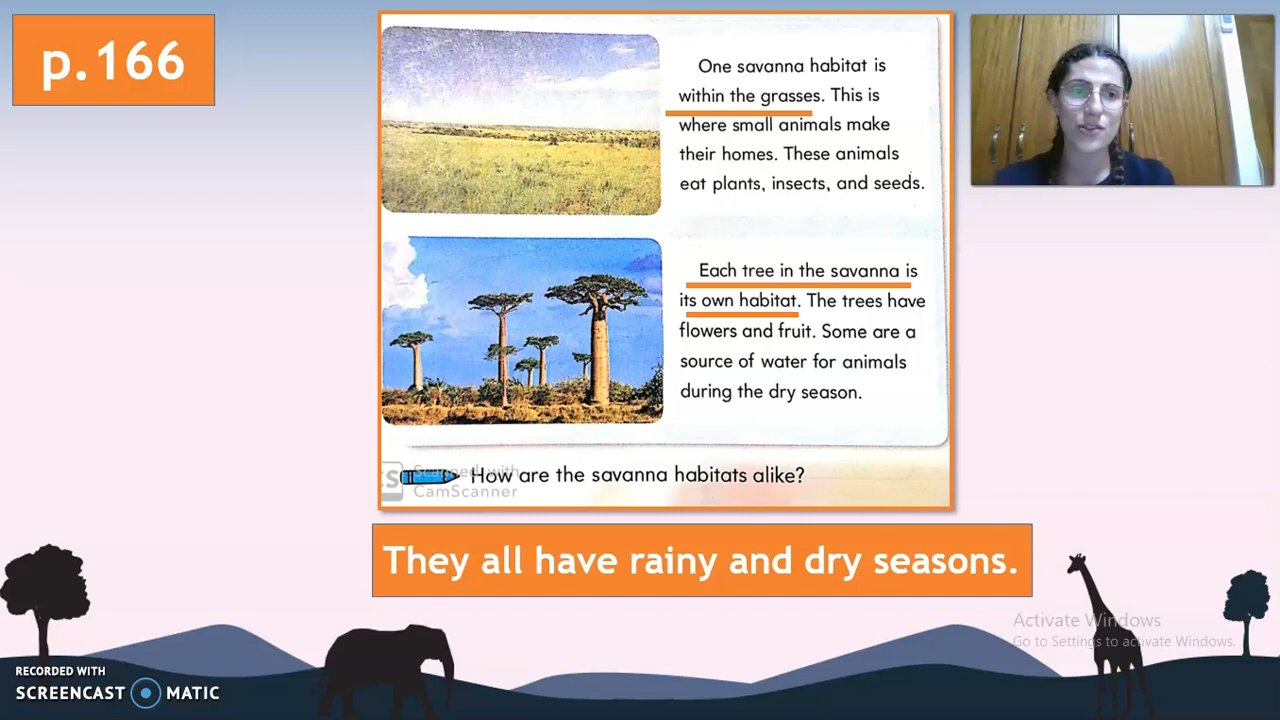 p.166
One savanna habitat is
within the grasses. This is
where small animals make
their homes. These animals
eat plants, insects, and seeds.
Each tree in the savanna is
its own habitat. The trees have
flowers and fruit. Some are a
source of water for animals
during the dry season.
CS
Scanned with
CamScanner
How are the savanna habitats alike?
They all have rainy and dry seasons.
Activate Windows
Go to Settings to activate Windows.
RECORDED WITH
SCREENCAST MATIC